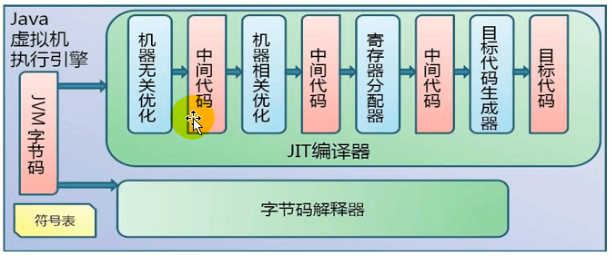 Java
虚拟机
执行引擎
JVM 字节码
机器无关优化
中间代码
机器相关优化
中间代码
寄存器分配器
中间代码
目标代码生成器
目标代码
JIT编译器
字节码解释器
符号表